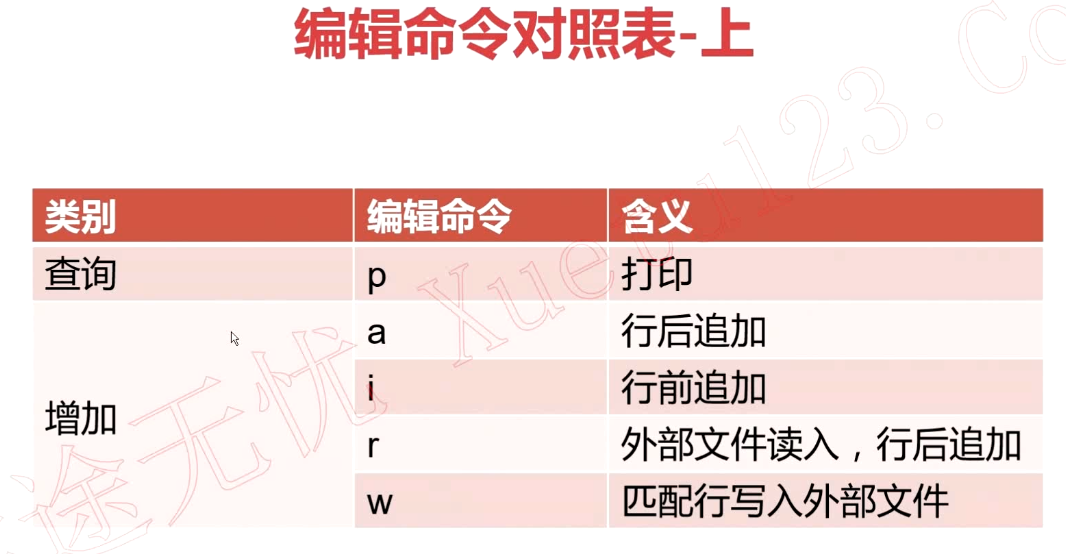 编辑命令对照表-上
类别 编辑命令 含义
查询 p 打印
a 行后追加
i 行前追加
增加
r 外部文件读入，行后追加
w 匹配行写入外部文件
途无忧 Xuetu123.Co